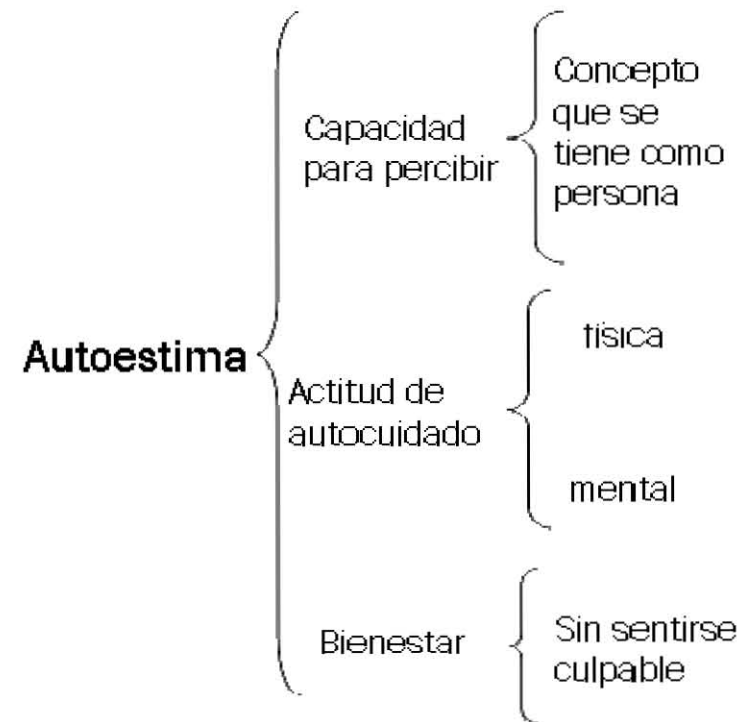 Autoestima
Capacidad
para percibir
Concepto
que se
tiene como
persona
Actitud de
autocuidado
física
mental
Bienestar
Sin sentirse
culpable